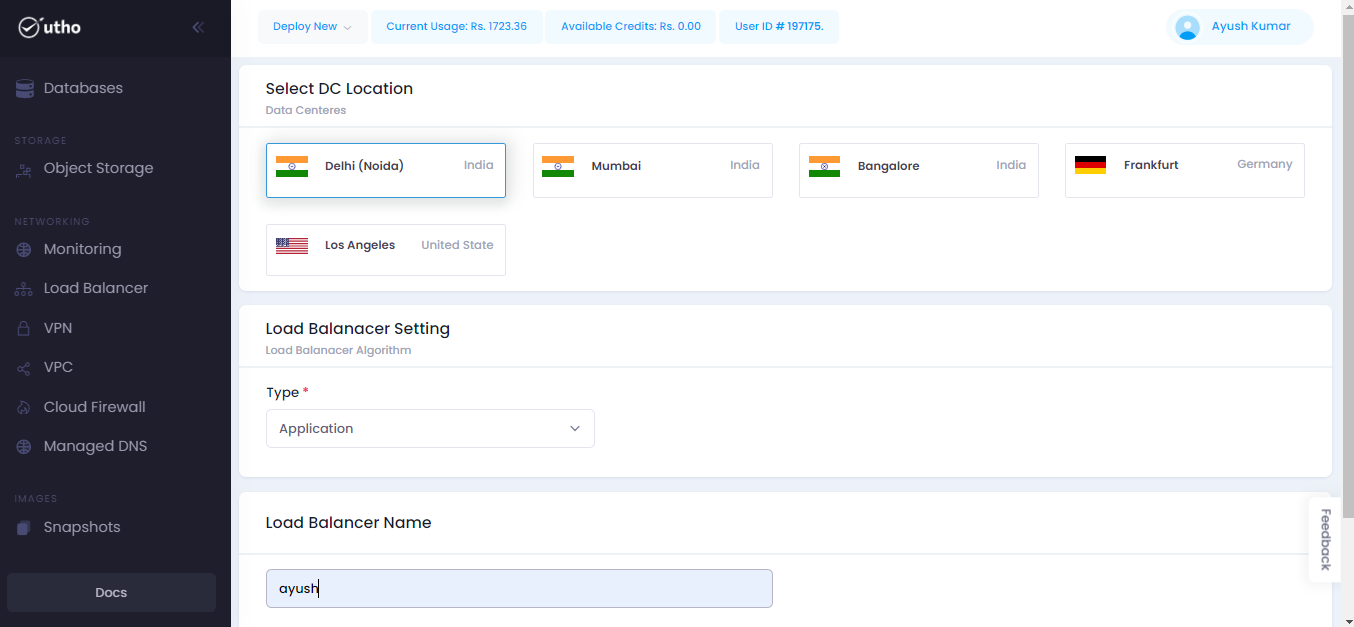 utho
Deploy New
Current Usage: Rs. 1723.36
Available Credits: Rs. 0.00
User ID # 197175.
Ayush Kumar
Databases
STORAGE
Object Storage
NETWORKING
Monitoring
Load Balancer
VPN
VPC
Cloud Firewall
Managed DNS
IMAGES
Snapshots
Docs
Select DC Location
Data Centeres
Delhi (Noida) India
Mumbai India
Bangalore India
Frankfurt Germany
Los Angeles United State
Load Balanacer Setting
Load Balanacer Algorithm
Type *
Application
Load Balancer Name
ayush
Feedback